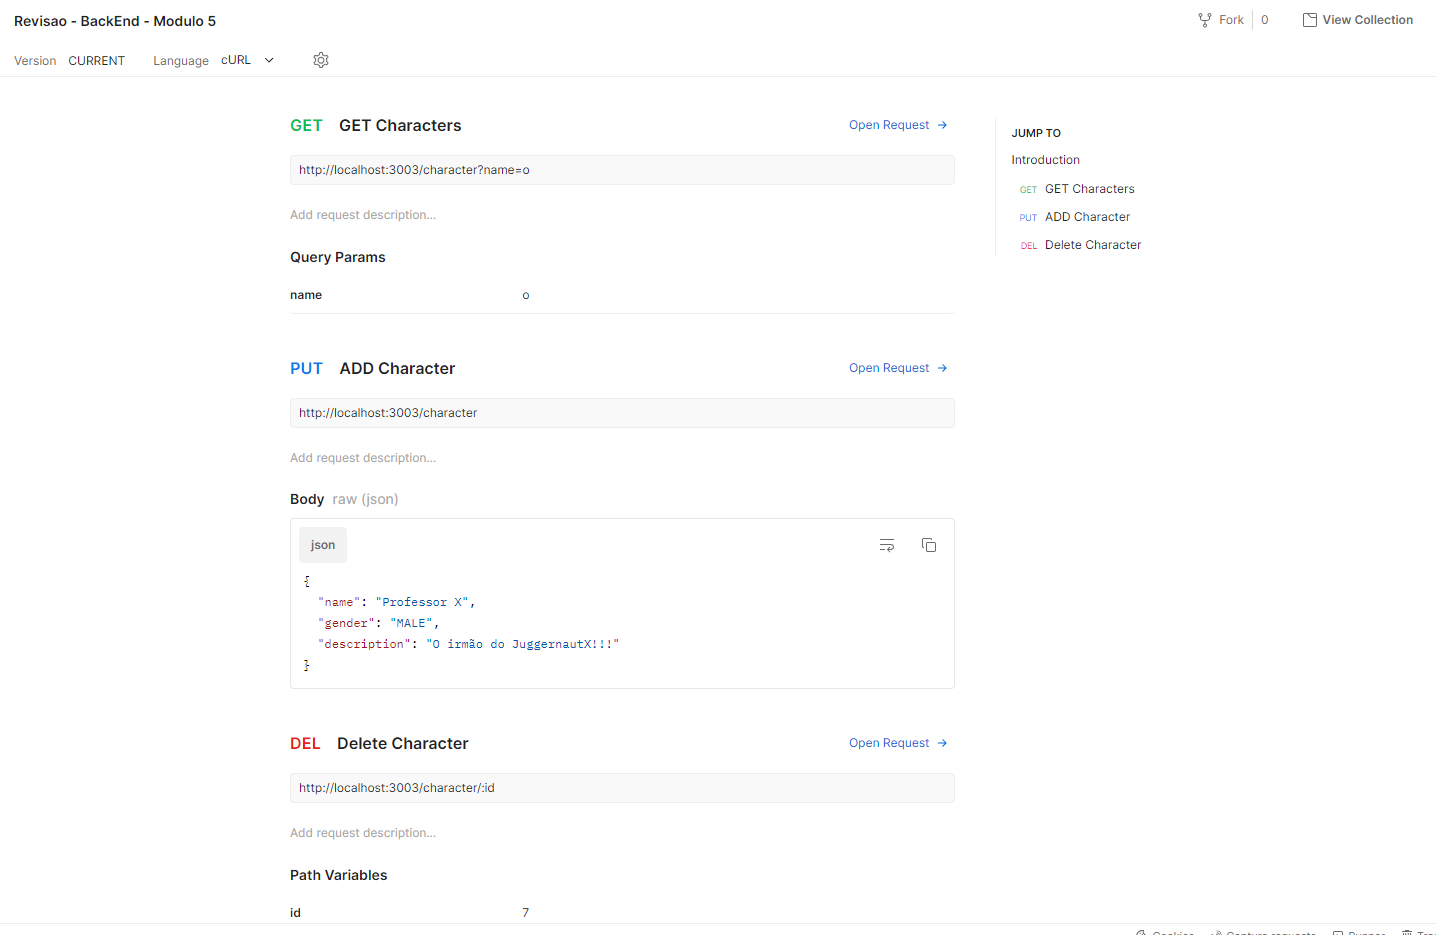 Revisao - BackEnd - Modulo 5
Fork 0 View Collection
Version CURRENT Language cURL
GET GET Characters Open Request →
http://localhost:3003/character?name=o
Add request description...
Query Params
name o
PUT ADD Character Open Request →
http://localhost:3003/character
Add request description...
Body raw (json)
json
{
"name": "Professor X",
"gender": "MALE",
"description": "O irmão do JuggernautX!!!"
}
DEL Delete Character Open Request →
http://localhost:3003/character/:id
Add request description...
Path Variables
id 7
JUMP TO
Introduction
GET GET Characters
PUT ADD Character
DEL Delete Character
Cookies Capture requests Runner